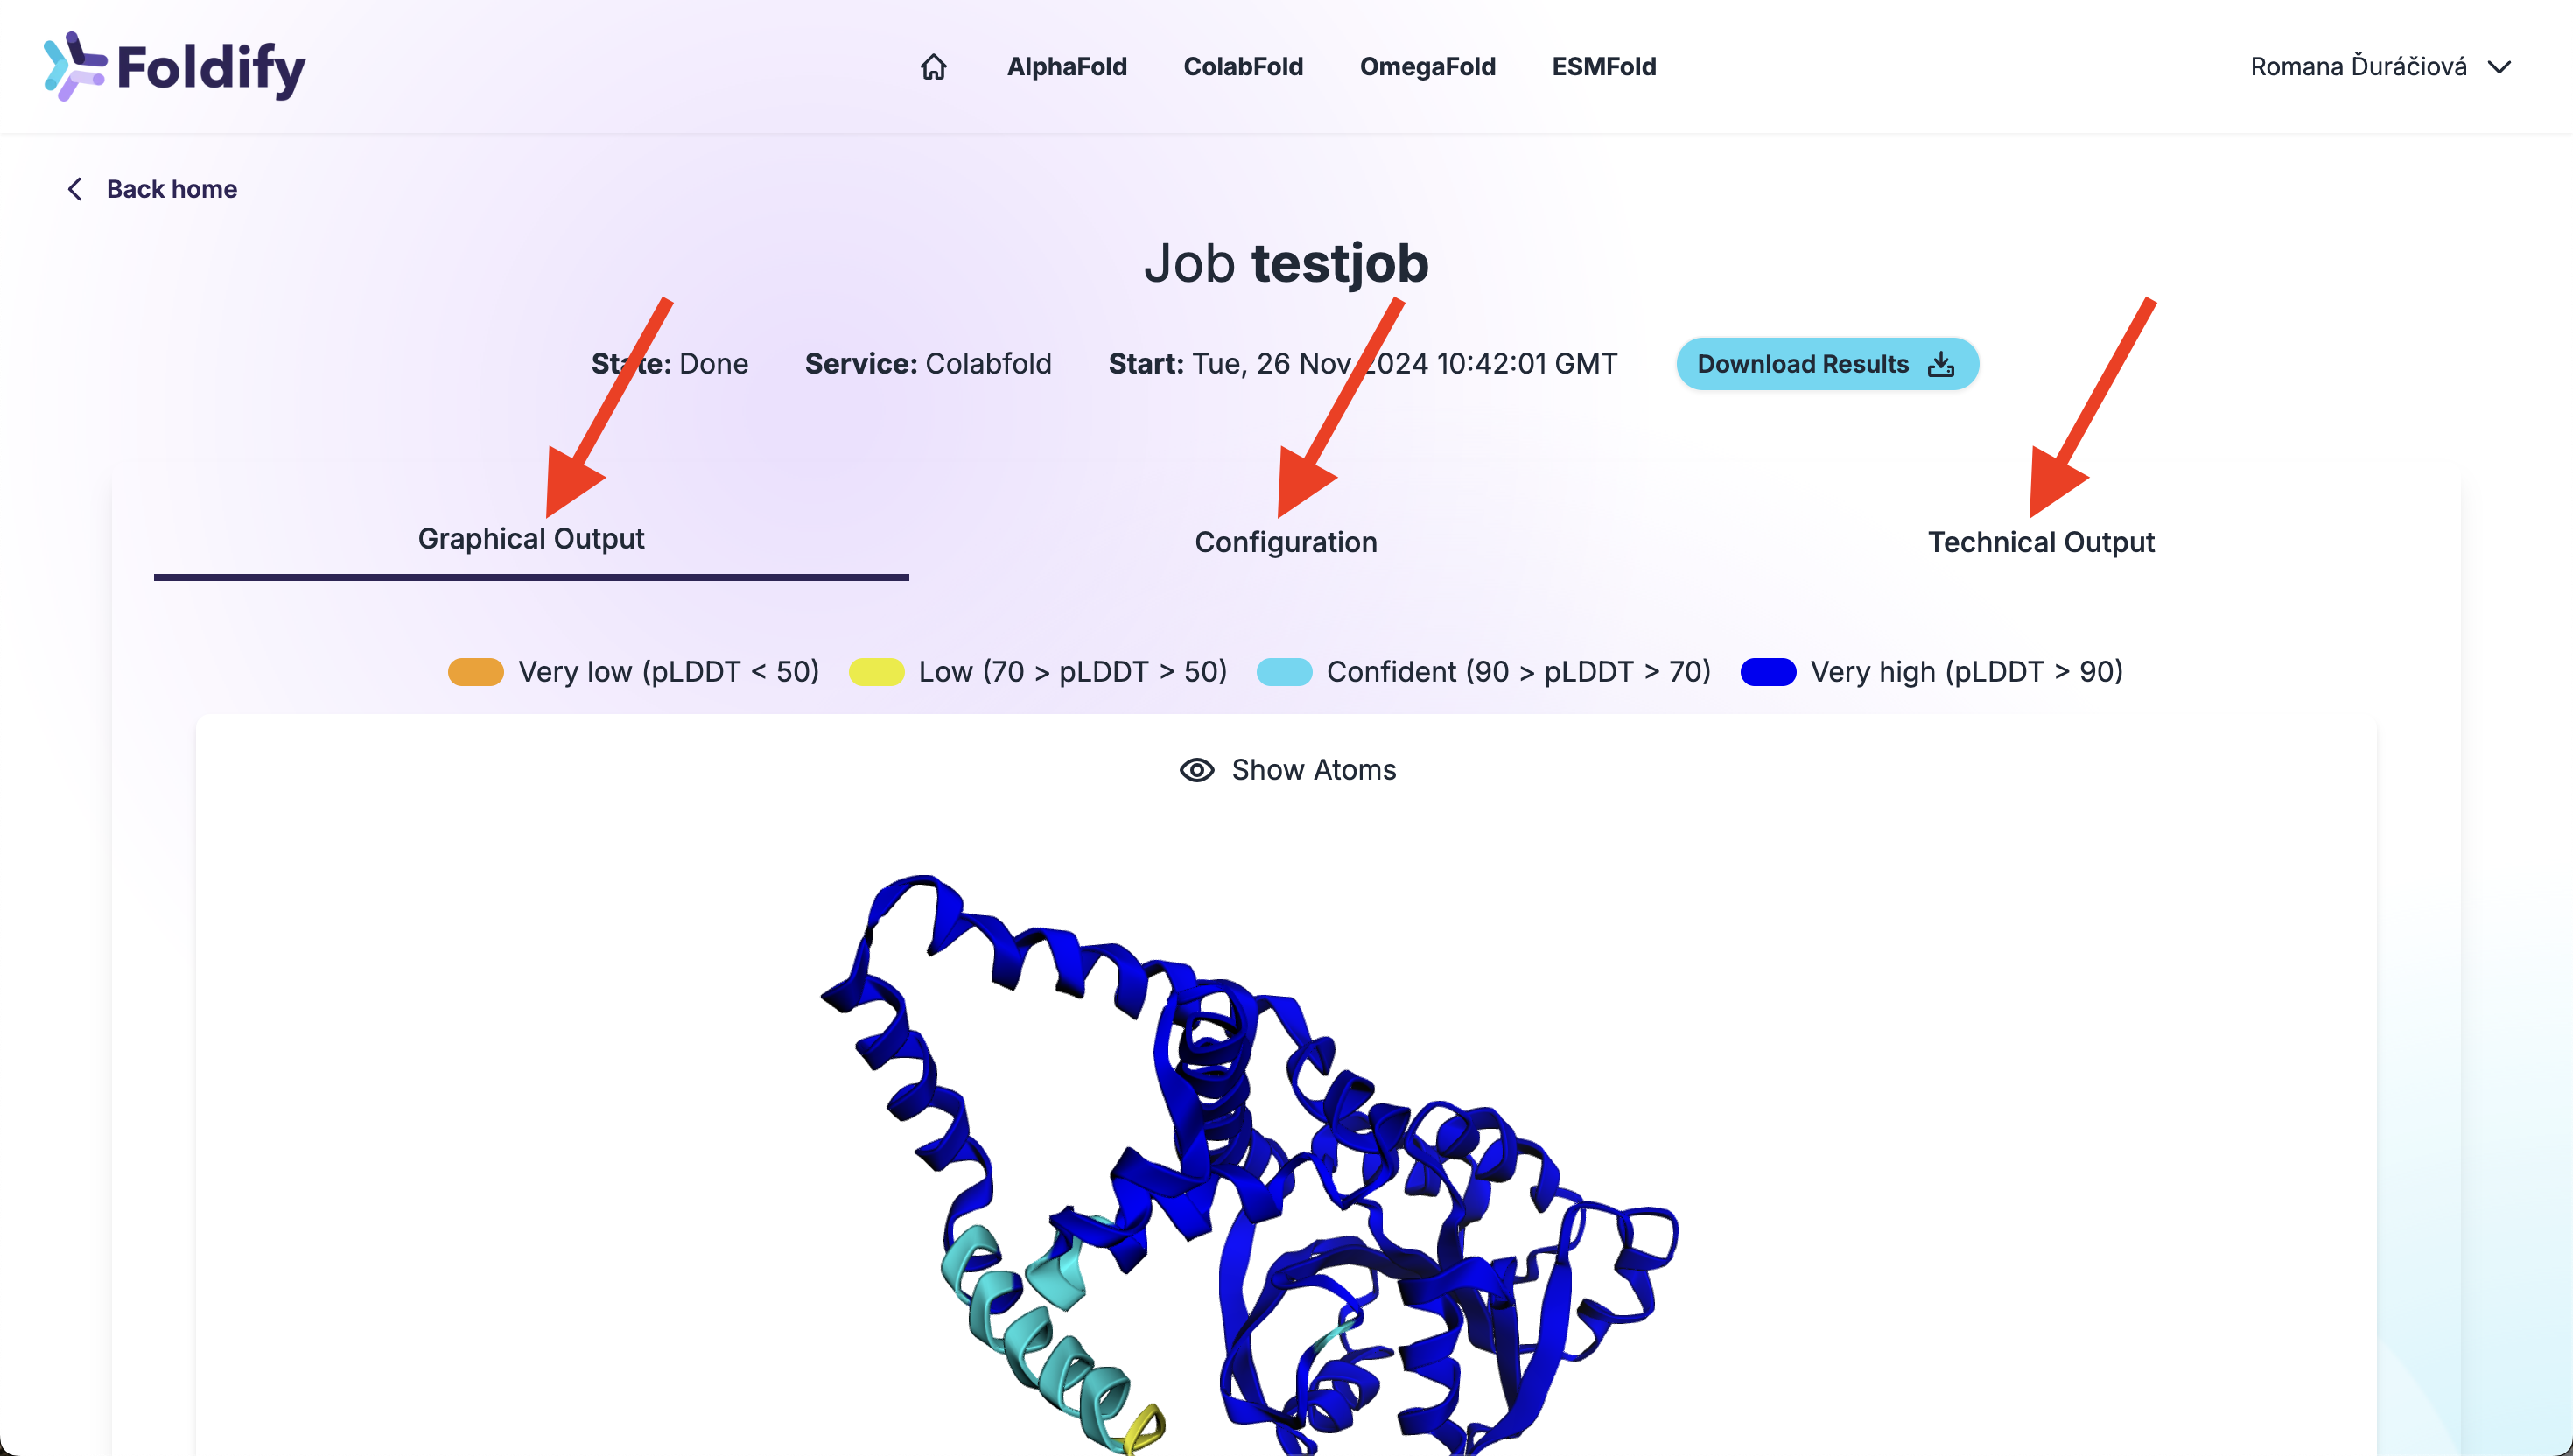 Foldify
AlphaFold ColabFold OmegaFold ESMFold
Romana Ďuráčiová
Back home
Job testjob
State: Done Service: Colabfold Start: Tue, 26 Nov 2024 10:42:01 GMT Download Results
Graphical Output Configuration Technical Output
Very low (pLDDT < 50) Low (70 > pLDDT > 50) Confident (90 > pLDDT > 70) Very high (pLDDT > 90)
Show Atoms